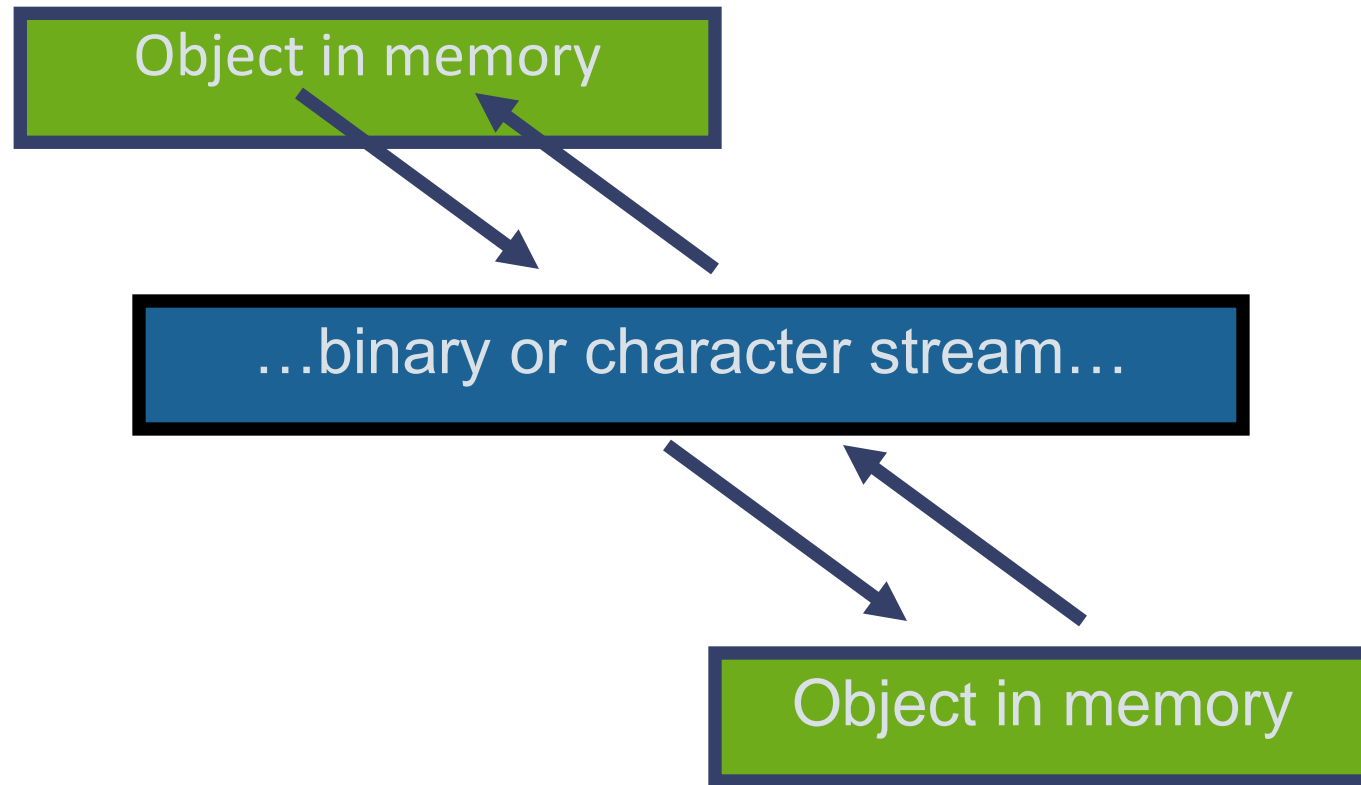 Object in memory
…binary or character stream…
Object in memory